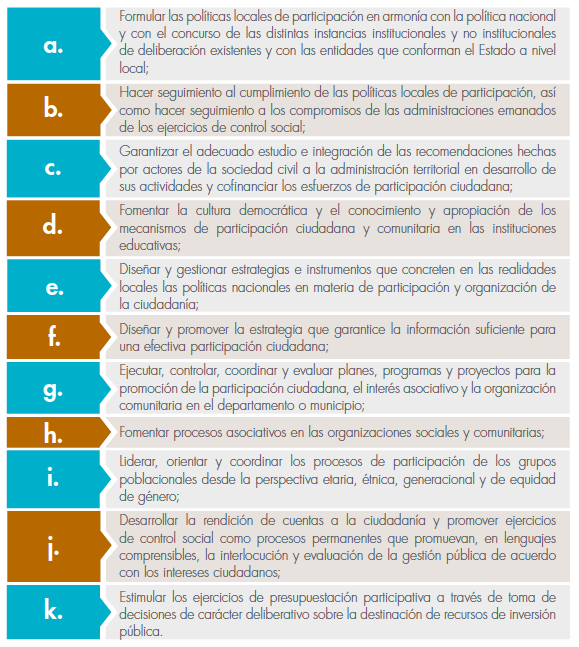 a.
Formular las políticas locales de participación en armonía con la política nacional
y con el concurso de las distintas instancias institucionales y no institucionales
de deliberación existentes y con las entidades que conforman el Estado a nivel
local;
b.
Hacer seguimiento al cumplimiento de las políticas locales de participación, así
como hacer seguimiento a los compromisos de las administraciones emanados
de los ejercicios de control social;
c.
Garantizar el adecuado estudio e integración de las recomendaciones hechas
por actores de la sociedad civil a la administración territorial en desarrollo de
sus actividades y cofinanciar los esfuerzos de participación ciudadana;
d.
Fomentar la cultura democrática y el conocimiento y apropiación de los
mecanismos de participación ciudadana y comunitaria en las instituciones
educativas;
e.
Diseñar y gestionar estrategias e instrumentos que concreten en las realidades
locales las políticas nacionales en materia de participación y organización de
la ciudadanía;
f.
Diseñar y promover la estrategia que garantice la información suficiente para
una efectiva participación ciudadana;
g.
Ejecutar, controlar, coordinar y evaluar planes, programas y proyectos para la
promoción de la participación ciudadana, el interés asociativo y la organización
comunitaria en el departamento o municipio;
h.
Fomentar procesos asociativos en las organizaciones sociales y comunitarias;
i.
Liderar, orientar y coordinar los procesos de participación de los grupos
poblacionales desde la perspectiva etaria, étnica, generacional y de equidad
de género;
j.
Desarrollar la rendición de cuentas a la ciudadanía y promover ejercicios
de control social como procesos permanentes que promuevan, en lenguajes
comprensibles, la interlocución y evaluación de la gestión pública de acuerdo
con los intereses ciudadanos;
k.
Estimular los ejercicios de presupuestación participativa a través de toma de
decisiones de carácter deliberativo sobre la destinación de recursos de inversión
pública.